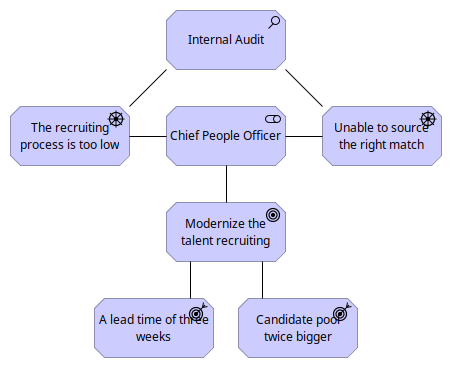 Internal Audit
The recruiting
process is too low
Chief People Officer
Unable to source
the right match
Modernize the
talent recruiting
A lead time of three
weeks
Candidate pool
twice bigger